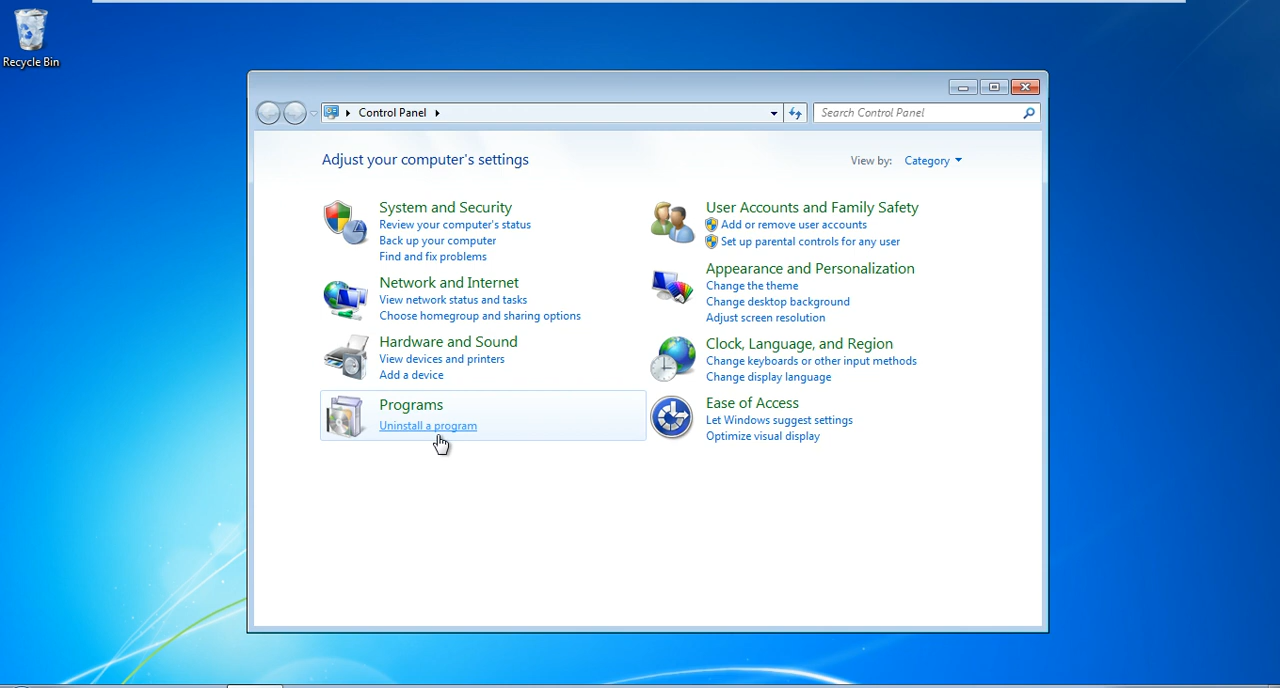 Recycle Bin
Control Panel
Search Control Panel
Adjust your computer's settings
View by: Category
System and Security
Review your computer's status
Back up your computer
Find and fix problems
Network and Internet
View network status and tasks
Choose homegroup and sharing options
Hardware and Sound
View devices and printers
Add a device
Programs
Uninstall a program
User Accounts and Family Safety
Add or remove user accounts
Set up parental controls for any user
Appearance and Personalization
Change the theme
Change desktop background
Adjust screen resolution
Clock, Language, and Region
Change keyboards or other input methods
Change display language
Ease of Access
Let Windows suggest settings
Optimize visual display